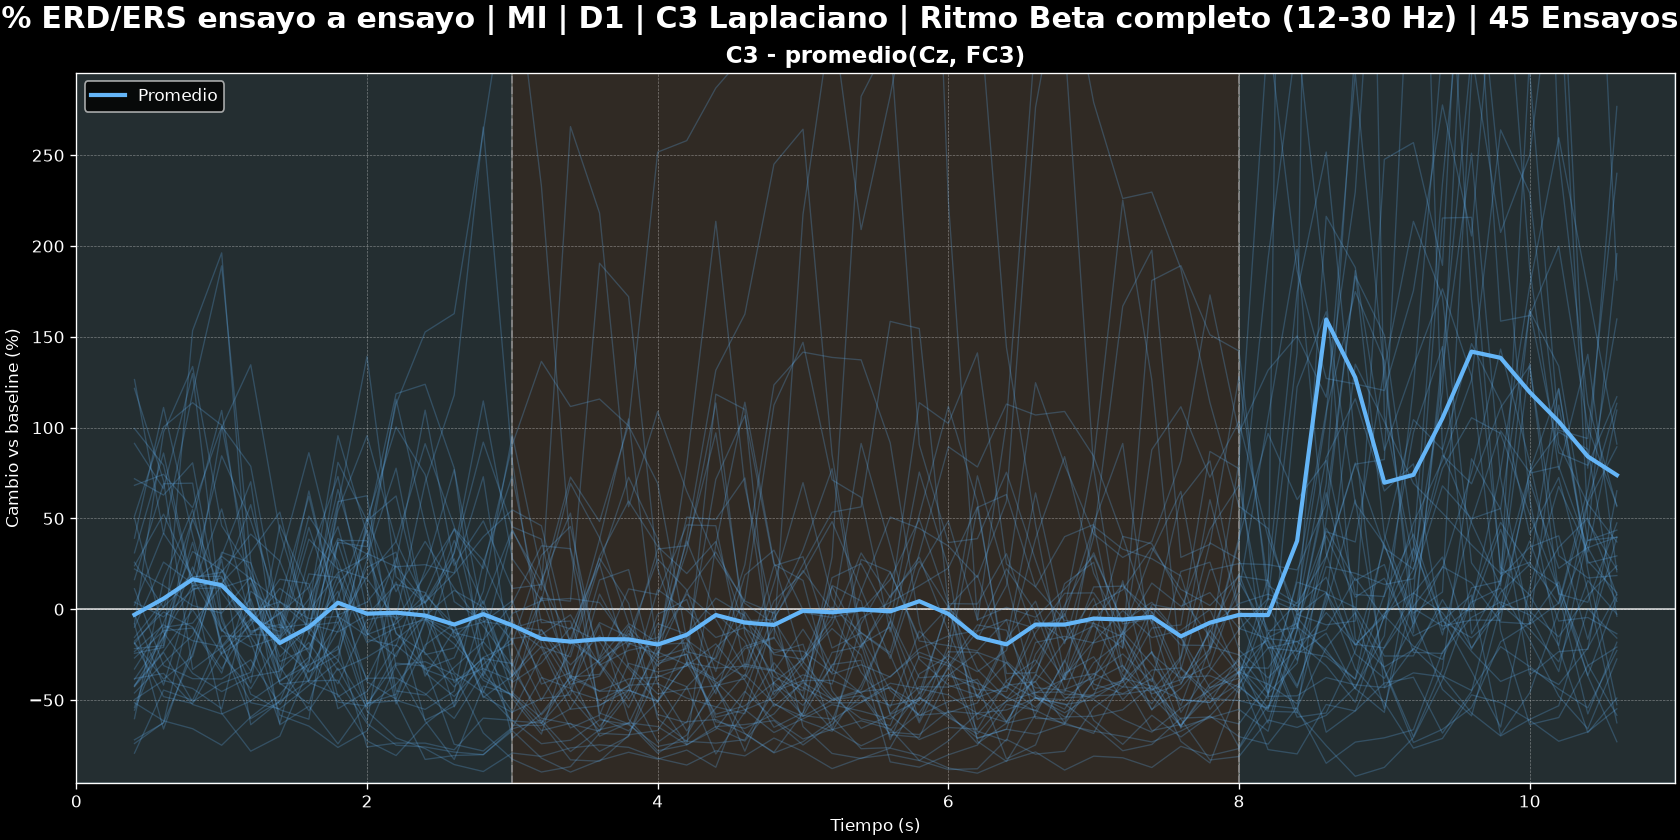 % ERD/ERS ensayo a ensayo | MI | D1 | C3 Laplaciano | Ritmo Beta completo (12-30 Hz) | 45 Ensayos
C3 - promedio(Cz, FC3)
Promedio
Cambio vs baseline (%)
250
200
150
100
50
0
−50
0
2
4
6
8
10
Tiempo (s)